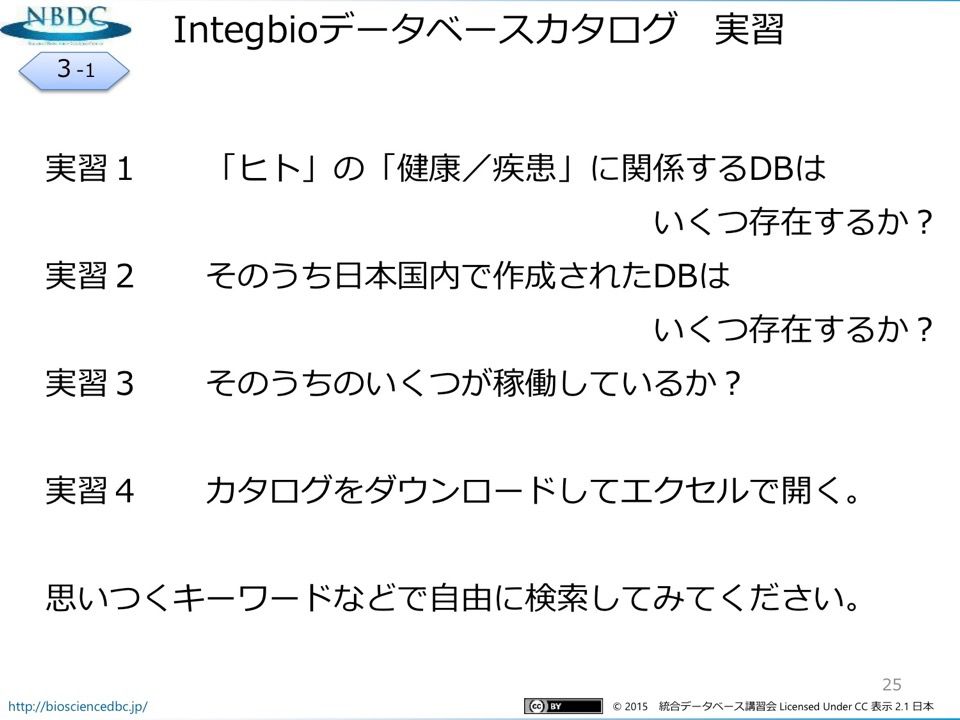 NBDC
Integbioデータベースカタログ　実習
３-1
実習１　「ヒト」の「健康／疾患」に関係するDBは
いくつ存在するか？
実習２　そのうち日本国内で作成されたDBは
いくつ存在するか？
実習３　そのうちのいくつが稼働しているか？
実習４　カタログをダウンロードしてエクセルで開く。
思いつくキーワードなどで自由に検索してみてください。
25
http://biosciencedbc.jp/
cc BY
© 2015　統合データベース講習会 Licensed Under CC 表示 2.1 日本